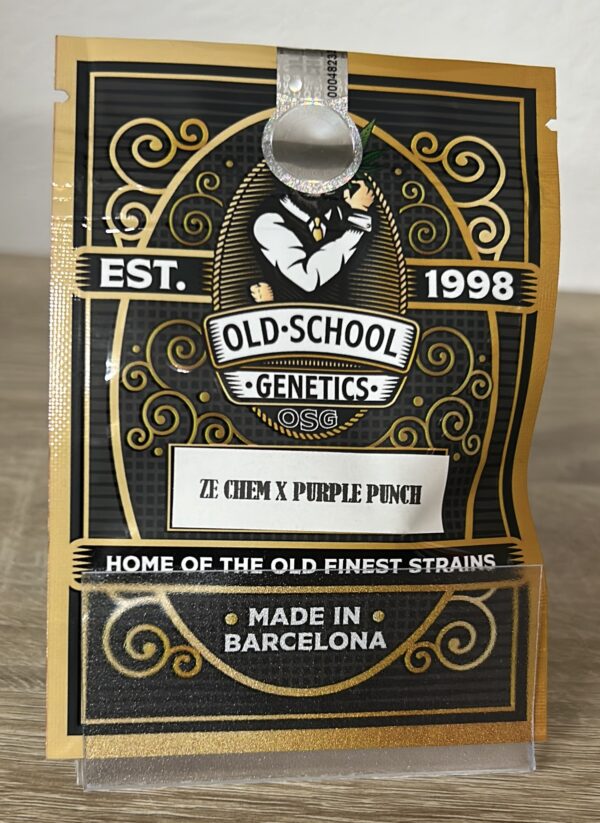 00048232
EST.
1998
OLD·SCHOOL
·GENETICS·
OSG
ZE CHEM X PURPLE PUNCH
HOME OF THE OLD FINEST STRAINS
• MADE IN •
BARCELONA